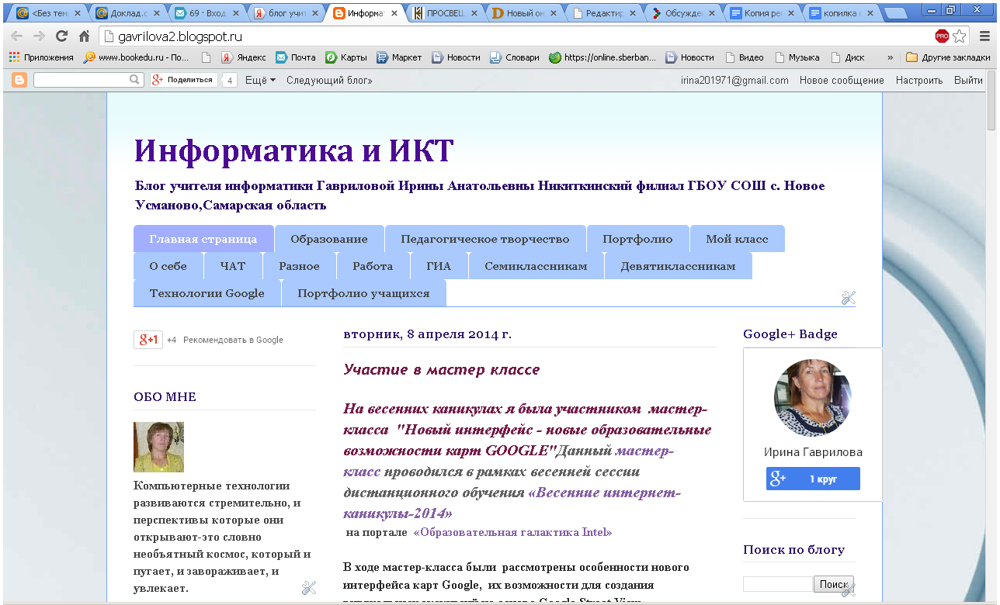 <Без тем
Доклад.с
69 · Вход
блог учит
Информат
ПРОСВЕЩ
Новый он
Редактир
Обсужден
Копия ре
копилка
gavrilova2.blogspot.ru
PRO
Приложения
www.bookedu.ru - По...
Яндекс
Почта
Карты
Маркет
Новости
Словари
https://online.sberban...
Новости
Видео
Музыка
Диск
»
Другие закладки
Поделиться
4
Ещё
Следующий блог»
irina201971@gmail.com
Новое сообщение
Настроить
Выйти
Информатика и ИКТ
Блог учителя информатики Гавриловой Ирины Анатольевны Никиткинский филиал ГБОУ СОШ с. Новое
Усманово,Самарская область
Главная страница
Образование
Педагогическое творчество
Портфолио
Мой класс
О себе
ЧАТ
Разное
Работа
ГИА
Семиклассникам
Девятиклассникам
Технологии Google
Портфолио учащихся
g+1 +4 Рекомендовать в Google
ОБО МНЕ
Компьютерные технологии
развиваются стремительно, и
перспективы которые они
открывают-это словно
необъятный космос, который и
пугает, и завораживает, и
увлекает.
вторник, 8 апреля 2014 г.
Участие в мастер классе
На весенних каникулах я была участником мастер-
класса "Новый интерфейс - новые образовательные
возможности карт GOOGLE"Данный мастер-
класс проводился в рамках весенней сессии
дистанционного обучения «Весенние интернет-
каникулы-2014»
на портале «Образовательная галактика Intel»
В ходе мастер-класса были рассмотрены особенности нового
интерфейса карт Google, их возможности для создания
Google+ Badge
Ирина Гаврилова
g+ 1 круг
Поиск по блогу
Поиск